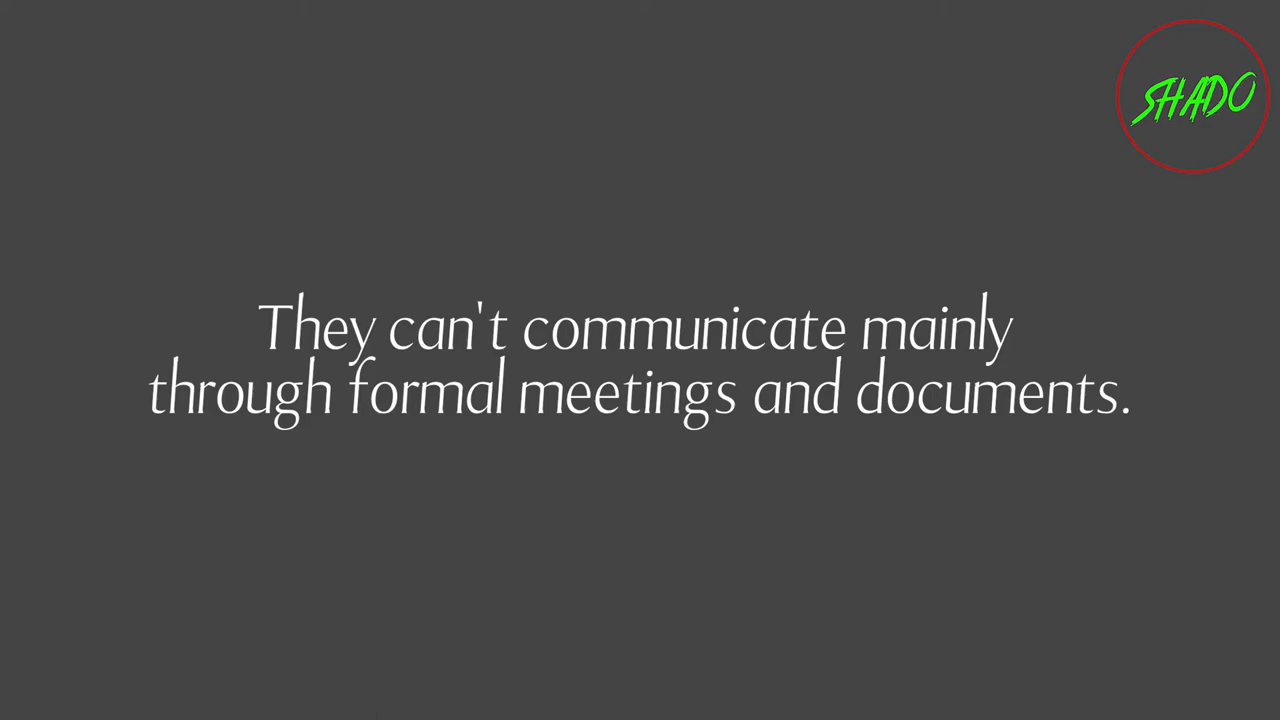 SHADO
They can't communicate mainly
through formal meetings and documents.